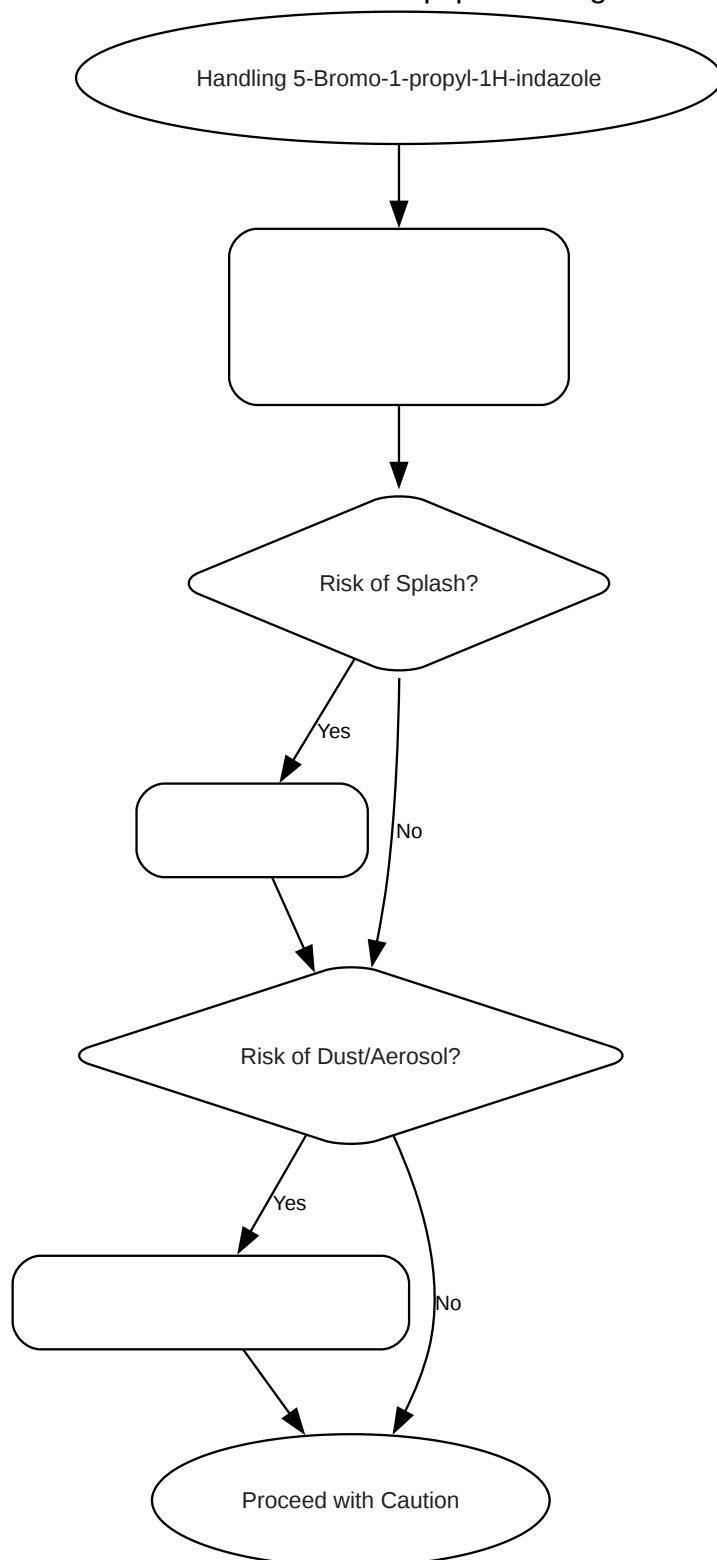 Handling 5-Bromo-1-propyl-1H-indazole
Risk of Splash?
Yes
No
Risk of Dust/Aerosol?
Yes
No
Proceed with Caution